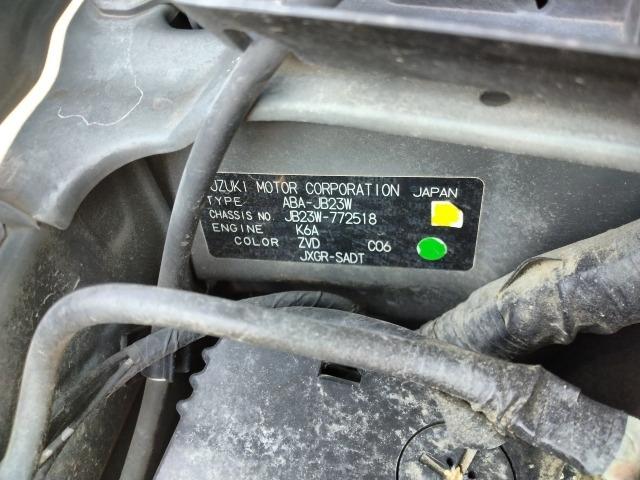 JZUKI MOTOR CORPORATION JAPAN
TYPE ABA-JB23W
CHASSIS NO. JB23W-772518
ENGINE K6A
COLOR ZVD C06
JXGR-SADT